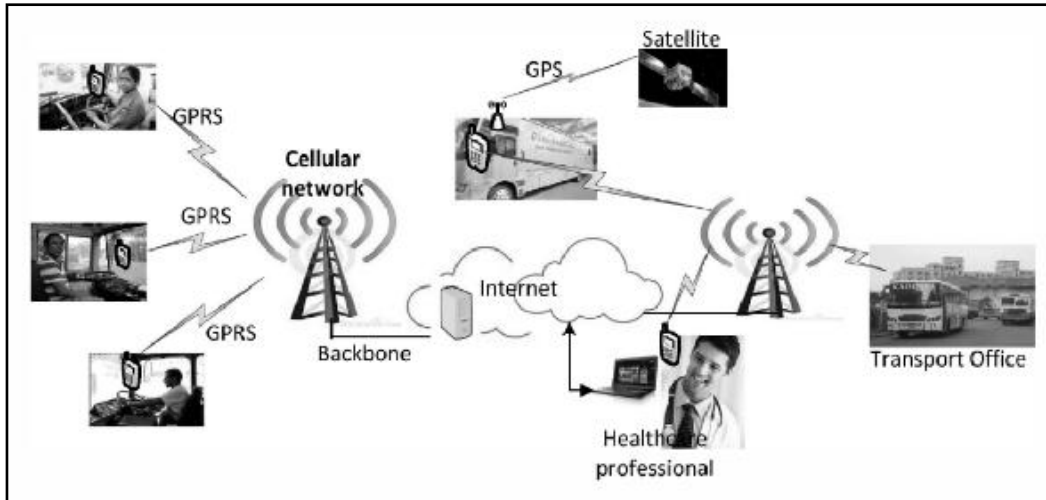 Satellite
GPS
GPRS
Cellular
network
GPRS
Internet
GPRS
Backbone
Transport Office
Healthcare
professional